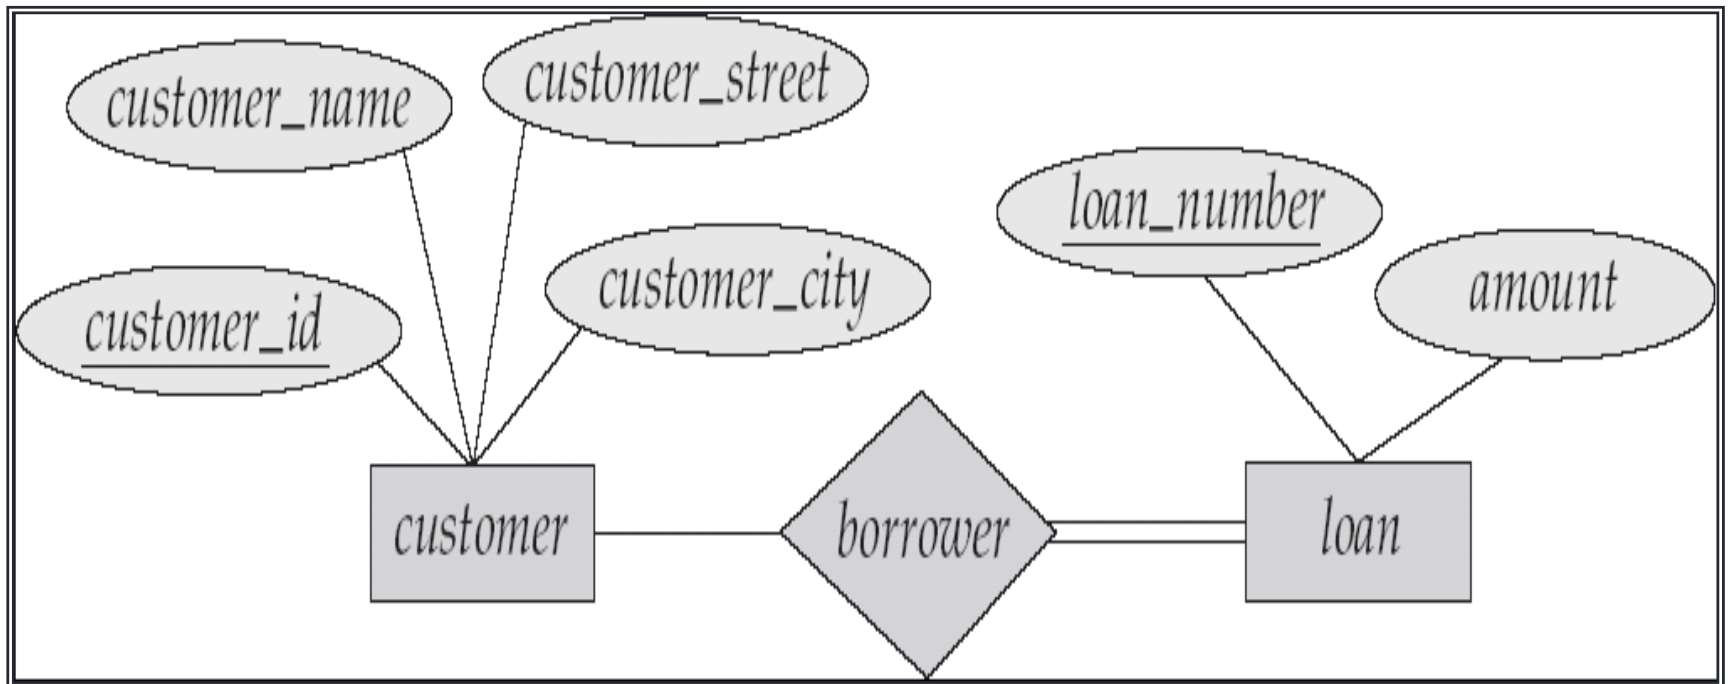 customer_name
customer_street
customer_id
customer_city
loan_number
amount
customer
borrower
loan